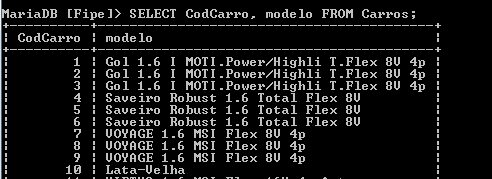 MariaDB [Fipe]> SELECT CodCarro, modelo FROM Carros;
CodCarro | modelo
1 | Gol 1.6 I MOTI.Power/Highli T.Flex 8V 4p
2 | Gol 1.6 I MOTI.Power/Highli T.Flex 8V 4p
3 | Gol 1.6 I MOTI.Power/Highli T.Flex 8V 4p
4 | Saveiro Robust 1.6 Total Flex 8V
5 | Saveiro Robust 1.6 Total Flex 8V
6 | Saveiro Robust 1.6 Total Flex 8V
7 | VOYAGE 1.6 MSI Flex 8V 4p
8 | VOYAGE 1.6 MSI Flex 8V 4p
9 | VOYAGE 1.6 MSI Flex 8V 4p
10 | Lata-Velha